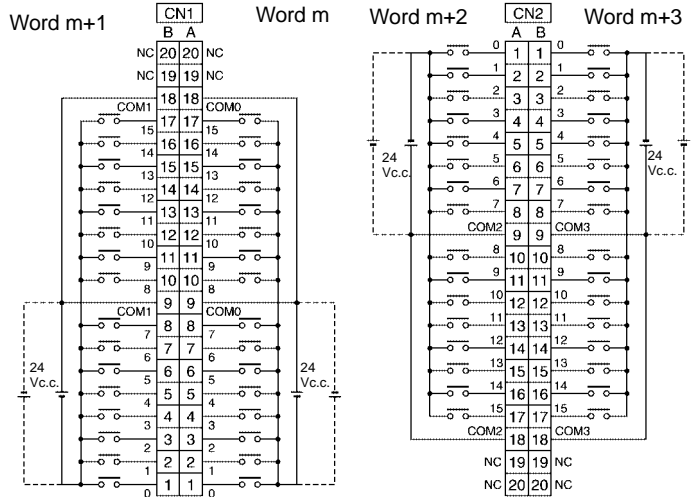 Word m+1 CN1 Word m
B A
NC 20 20 NC
NC 19 19 NC
18 18
COM1 COM0
17 17
15 15
16 16
14 14
15 15
13 13
14 14
12 12
13 13
11 11
12 12
10 10
11 11
9 9
10 10
8 8
9 9
COM1 COM0
8 8
7 7
7 7
6 6
24 6 6 24
Vc.c. 5 5 Vc.c.
5 5
4 4
4 4
3 3
3 3
2 2
2 2
1 1
1 1
0
Word m+2 CN2 Word m+3
A B
0 1 1 0
1 2 2 1
2 3 3 2
3 4 4 3
4 5 5 4
24 24
Vc.c. Vc.c.
5 6 6 5
6 7 7 6
7 8 8 7
COM2 9 9 COM3
8 10 10 8
9 11 11 9
10 12 12 10
11 13 13 11
12 14 14 12
13 15 15 13
14 16 16 14
15 17 17 15
COM2 18 18 COM3
NC 19 19 NC
NC 20 20 NC